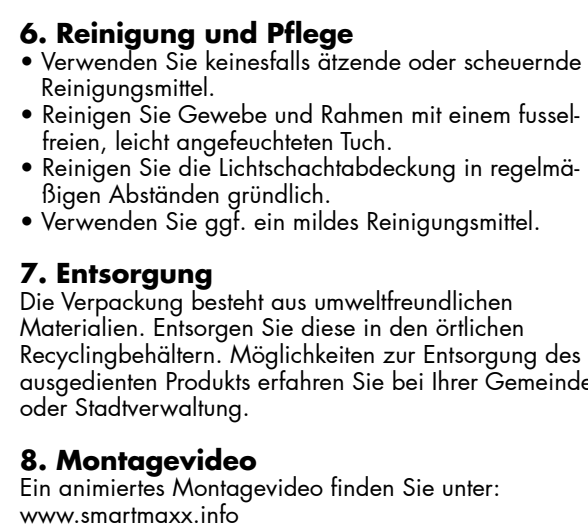 6. Reinigung und Pflege
• Verwenden Sie keinesfalls ätzende oder scheuernde
Reinigungsmittel.
• Reinigen Sie Gewebe und Rahmen mit einem fussel-
freien, leicht angefeuchteten Tuch.
• Reinigen Sie die Lichtschachtabdeckung in regelmä-
ßigen Abständen gründlich.
• Verwenden Sie ggf. ein mildes Reinigungsmittel.
7. Entsorgung
Die Verpackung besteht aus umweltfreundlichen
Materialien. Entsorgen Sie diese in den örtlichen
Recyclingbehältern. Möglichkeiten zur Entsorgung des
ausgedienten Produkts erfahren Sie bei Ihrer Gemeinde
oder Stadtverwaltung.
8. Montagevideo
Ein animiertes Montagevideo finden Sie unter:
www.smartmaxx.info